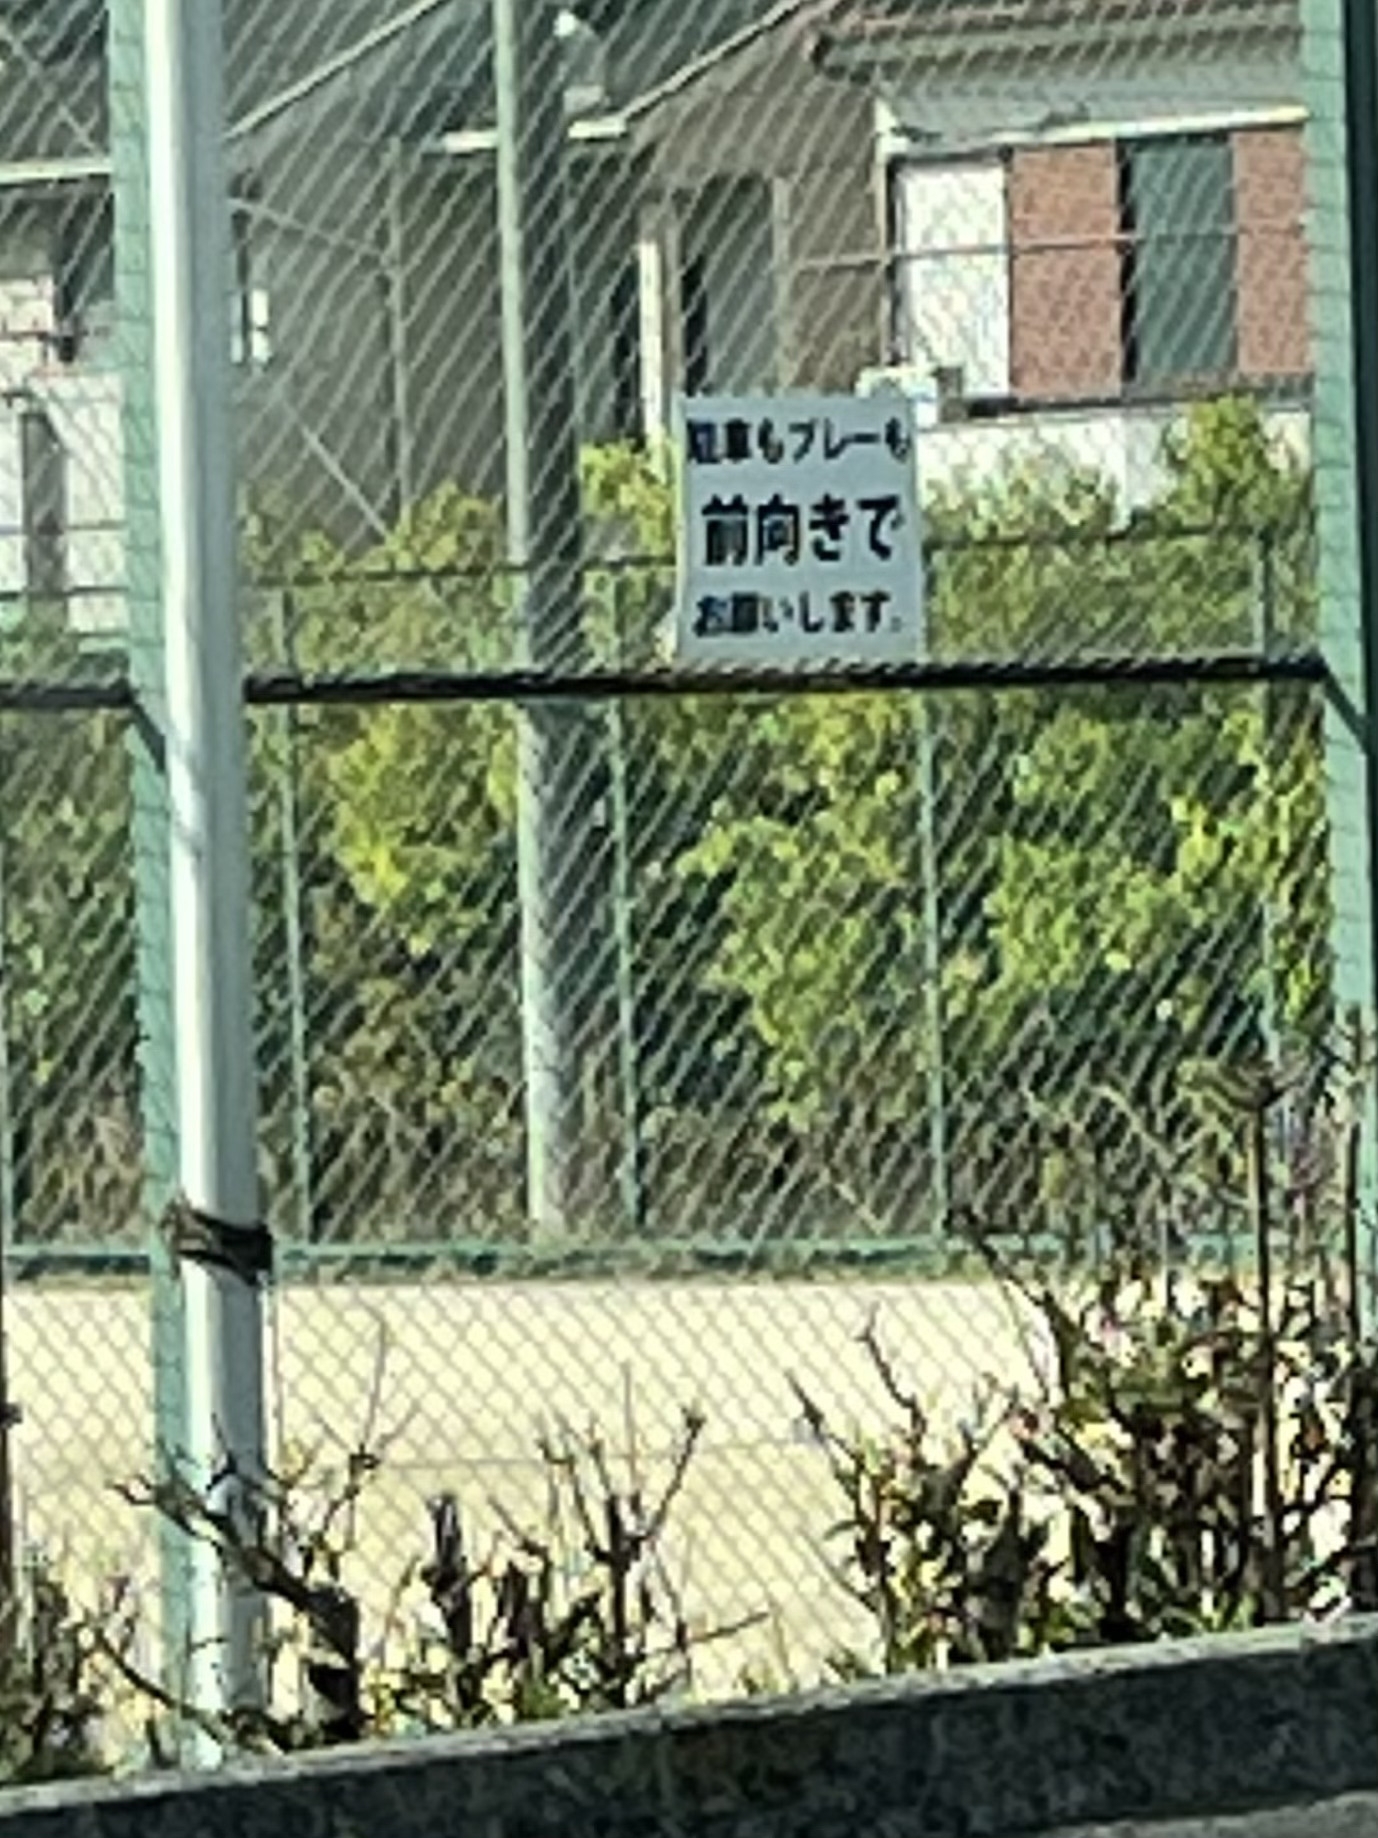 駐車もプレーも
前向きで
お願いします。